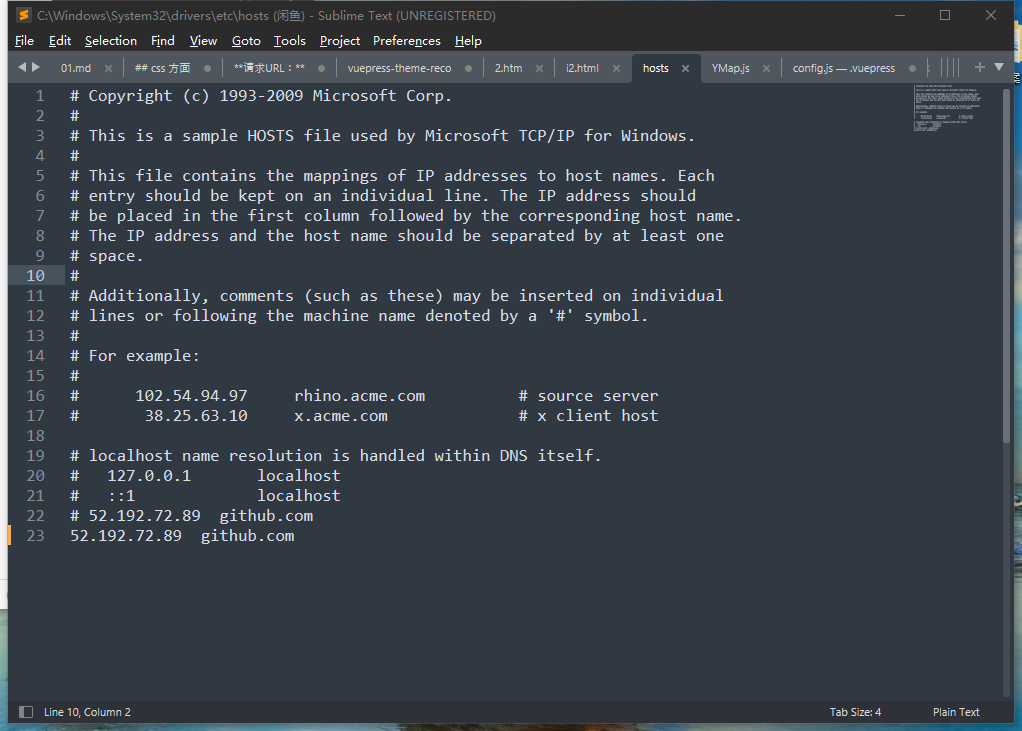 C:\Windows\System32\drivers\etc\hosts (闲鱼) - Sublime Text (UNREGISTERED)
File Edit Selection Find View Goto Tools Project Preferences Help
01.md ## css 方面 **请求URL：** vuepress-theme-reco 2.htm i2.html hosts YMap.js config.js — .vuepress
1 # Copyright (c) 1993-2009 Microsoft Corp.
2 #
3 # This is a sample HOSTS file used by Microsoft TCP/IP for Windows.
4 #
5 # This file contains the mappings of IP addresses to host names. Each
6 # entry should be kept on an individual line. The IP address should
7 # be placed in the first column followed by the corresponding host name.
8 # The IP address and the host name should be separated by at least one
9 # space.
10 #
11 # Additionally, comments (such as these) may be inserted on individual
12 # lines or following the machine name denoted by a '#' symbol.
13 #
14 # For example:
15 #
16 # 102.54.94.97 rhino.acme.com # source server
17 # 38.25.63.10 x.acme.com # x client host
18
19 # localhost name resolution is handled within DNS itself.
20 # 127.0.0.1 localhost
21 # ::1 localhost
22 # 52.192.72.89 github.com
23 52.192.72.89 github.com
Line 10, Column 2 Tab Size: 4 Plain Text